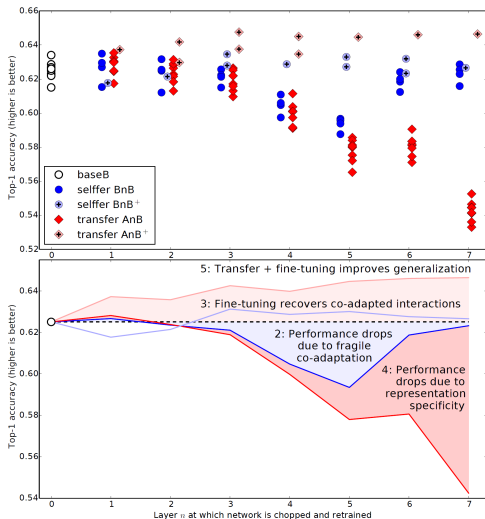 0.66
0.64
0.62
0.60
0.58
0.56
0.54
0.52
Top-1 accuracy (higher is better)
baseB
selffer BnB
selffer BnB+
transfer AnB
transfer AnB+
0 1 2 3 4 5 6 7
0.64
0.62
0.60
0.58
0.56
0.54
Top-1 accuracy (higher is better)
5: Transfer + fine-tuning improves generalization
3: Fine-tuning recovers co-adapted interactions
2: Performance drops
due to fragile
co-adaptation
4: Performance
drops due to
representation
specificity
0 1 2 3 4 5 6 7
Layer n at which network is chopped and retrained